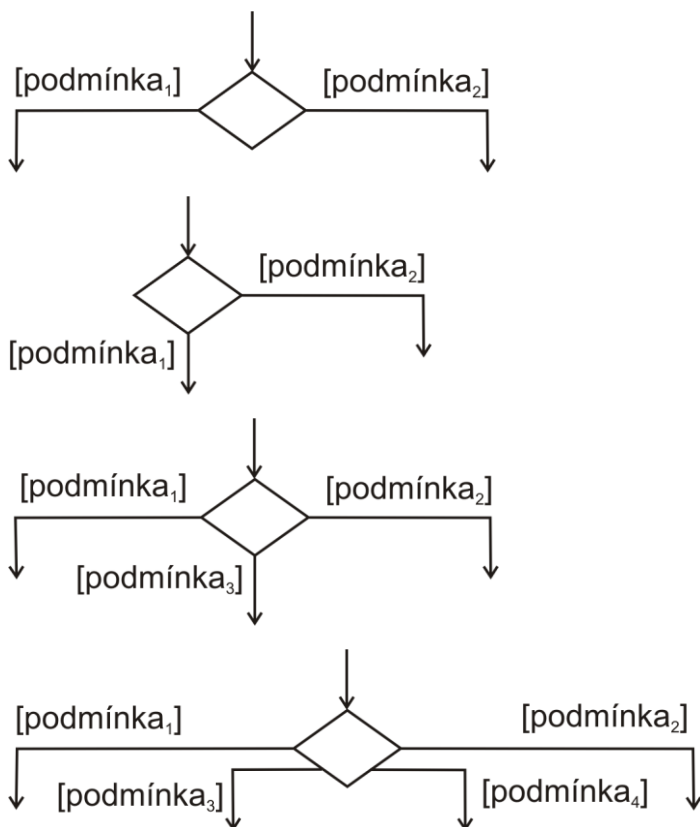 [podmínka₁] [podmínka₂]
[podmínka₂]
[podmínka₁]
[podmínka₁] [podmínka₂]
[podmínka₃]
[podmínka₁] [podmínka₂]
[podmínka₃] [podmínka₄]